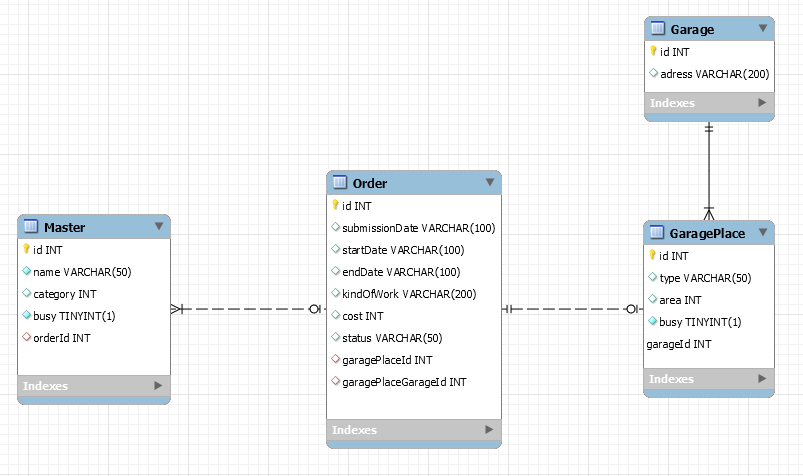 Garage
id INT
adress VARCHAR(200)
Indexes
Order
id INT
submissionDate VARCHAR(100)
startDate VARCHAR(100)
endDate VARCHAR(100)
kindOfWork VARCHAR(200)
cost INT
status VARCHAR(50)
garagePlaceId INT
garagePlaceGarageId INT
Indexes
Master
id INT
name VARCHAR(50)
category INT
busy TINYINT(1)
orderId INT
Indexes
GaragePlace
id INT
type VARCHAR(50)
area INT
busy TINYINT(1)
garageId INT
Indexes